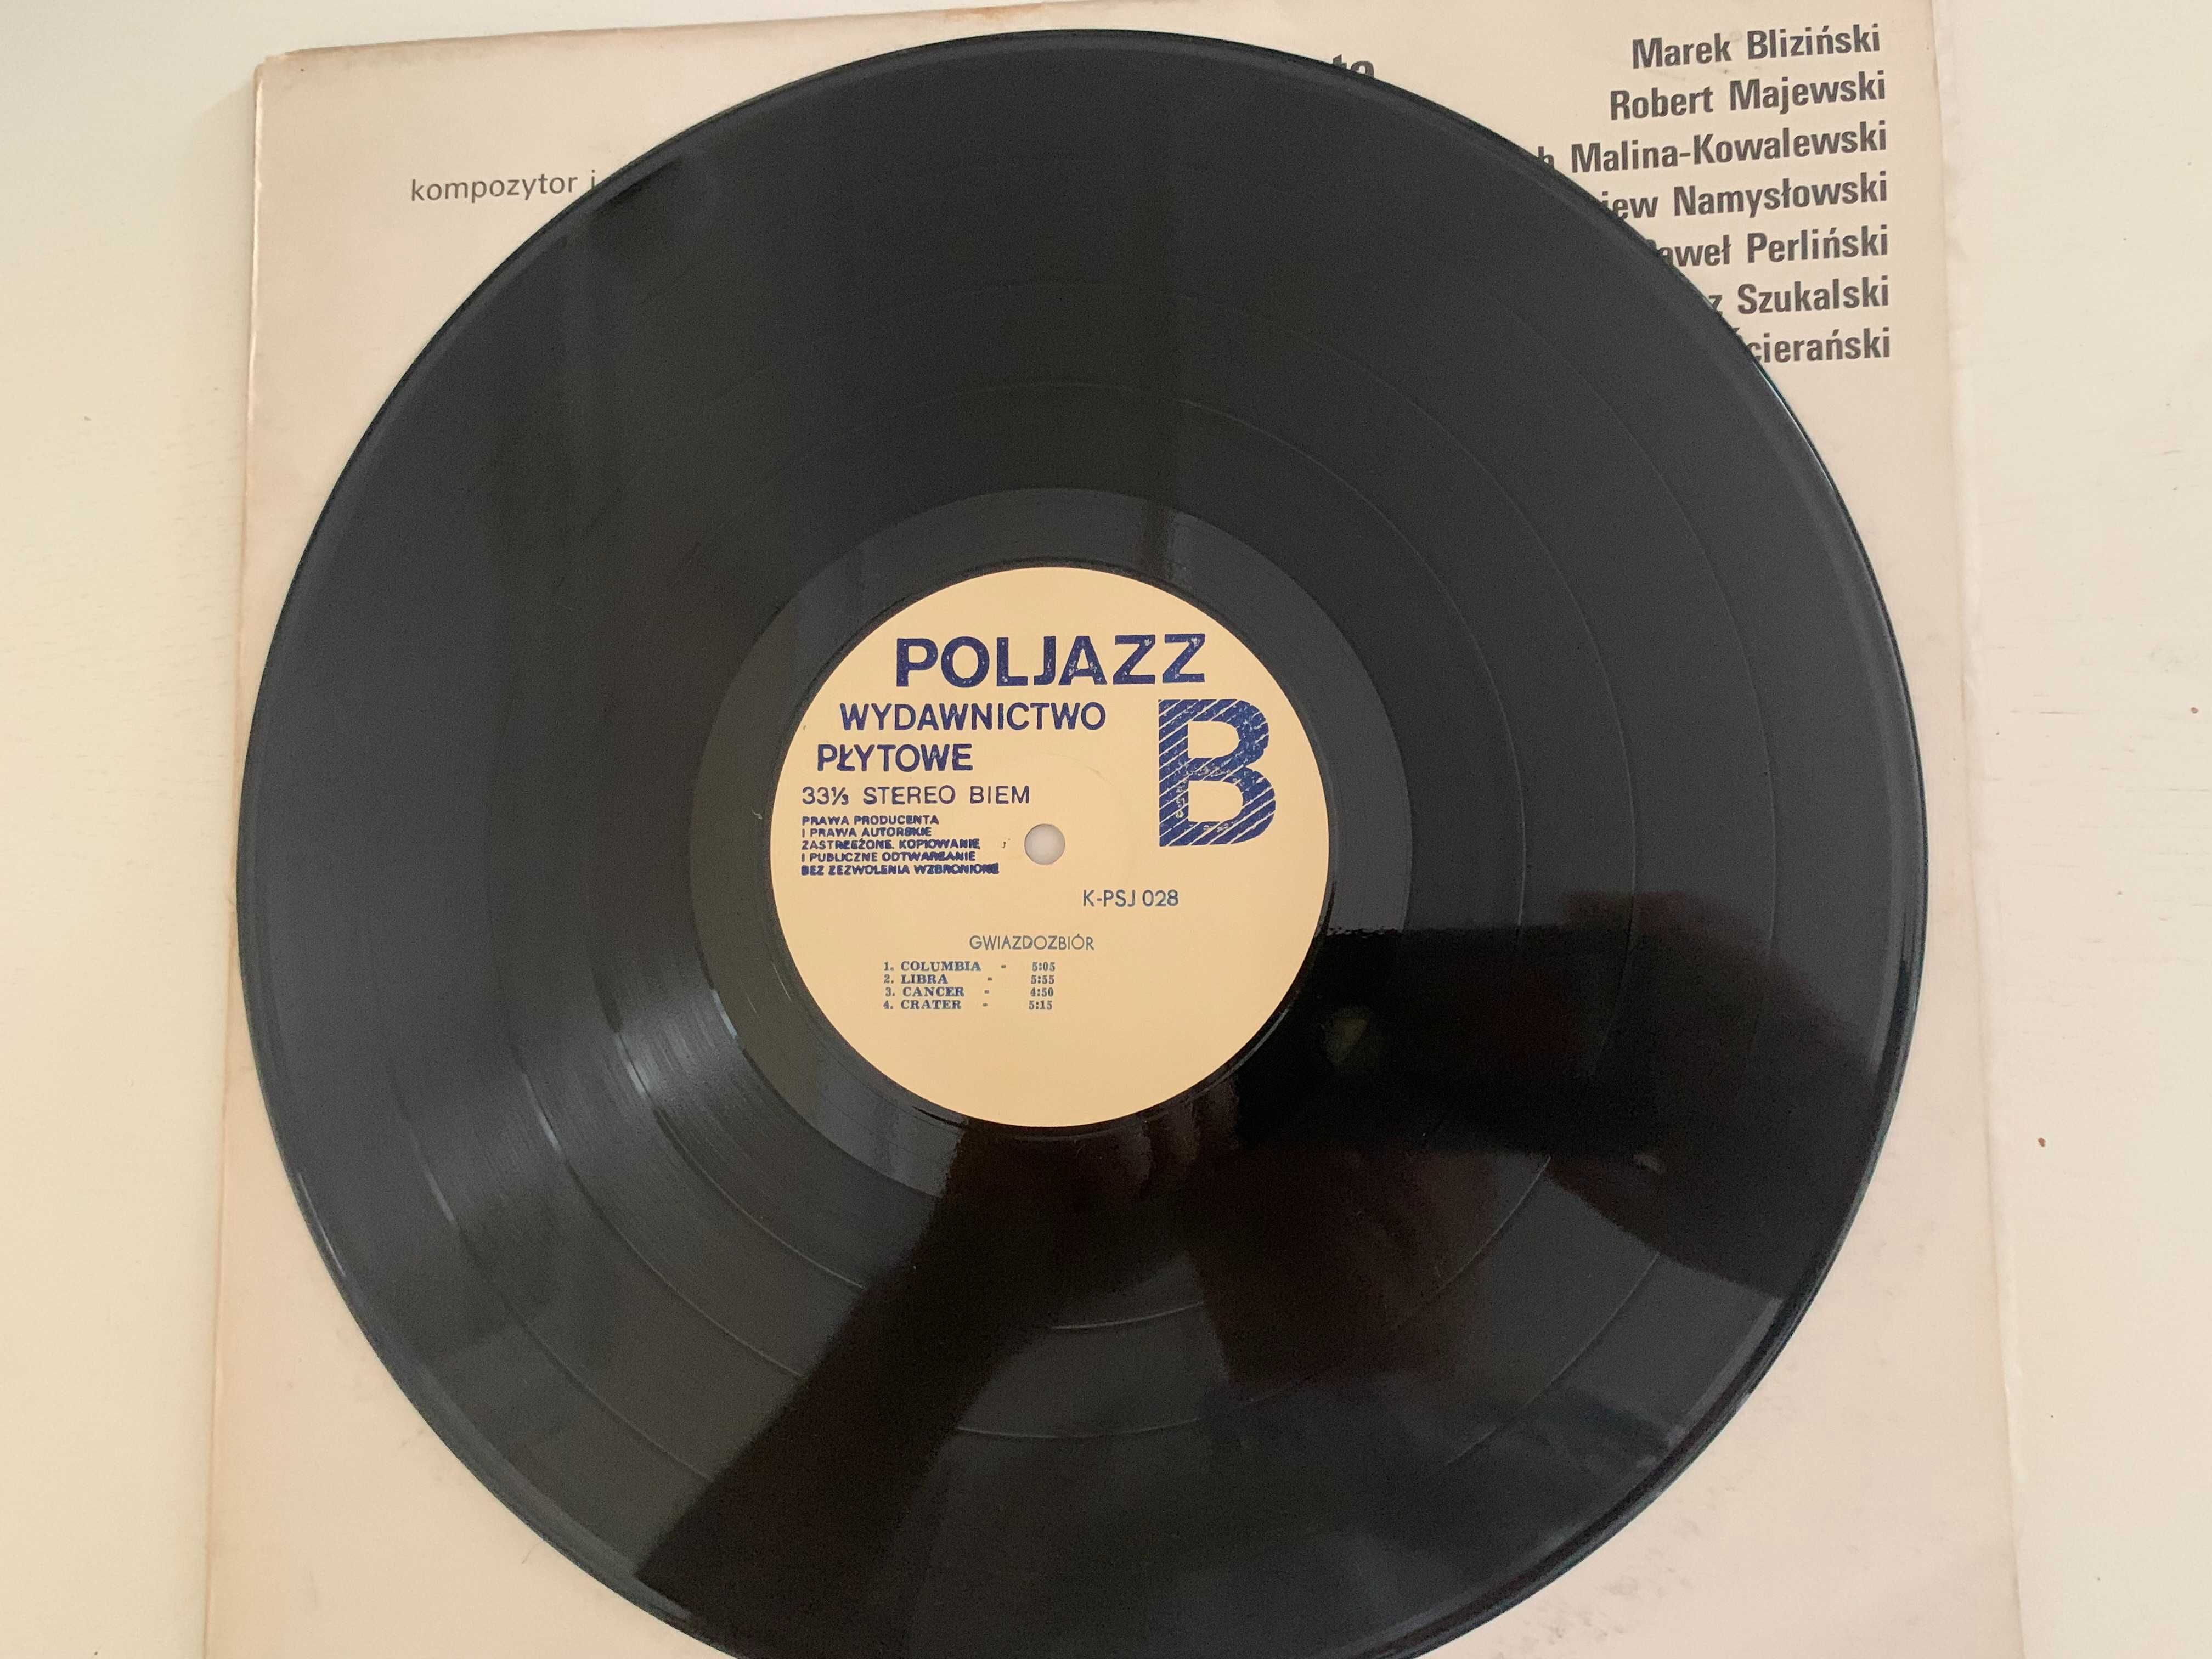 Marek Bliziński
Robert Majewski
Malina-Kowalewski
Namysłowski
Perliński
Szukalski
kompozytor i
POLJAZZ
WYDAWNICTWO
PŁYTOWE
B
33⅓ STEREO BIEM
PRAWA PRODUCENTA
I PRAWA AUTORSKIE
ZASTRZEŻONE. KOPIOWANIE
I PUBLICZNE ODTWARZANIE
BEZ ZEZWOLENIA WZBRONIONE
K-PSJ 028
GWIAZDOZBIÓR
1. COLUMBIA - 5:05
2. LIBRA - 5:55
3. CANCER - 4:50
4. CRATER - 5:15